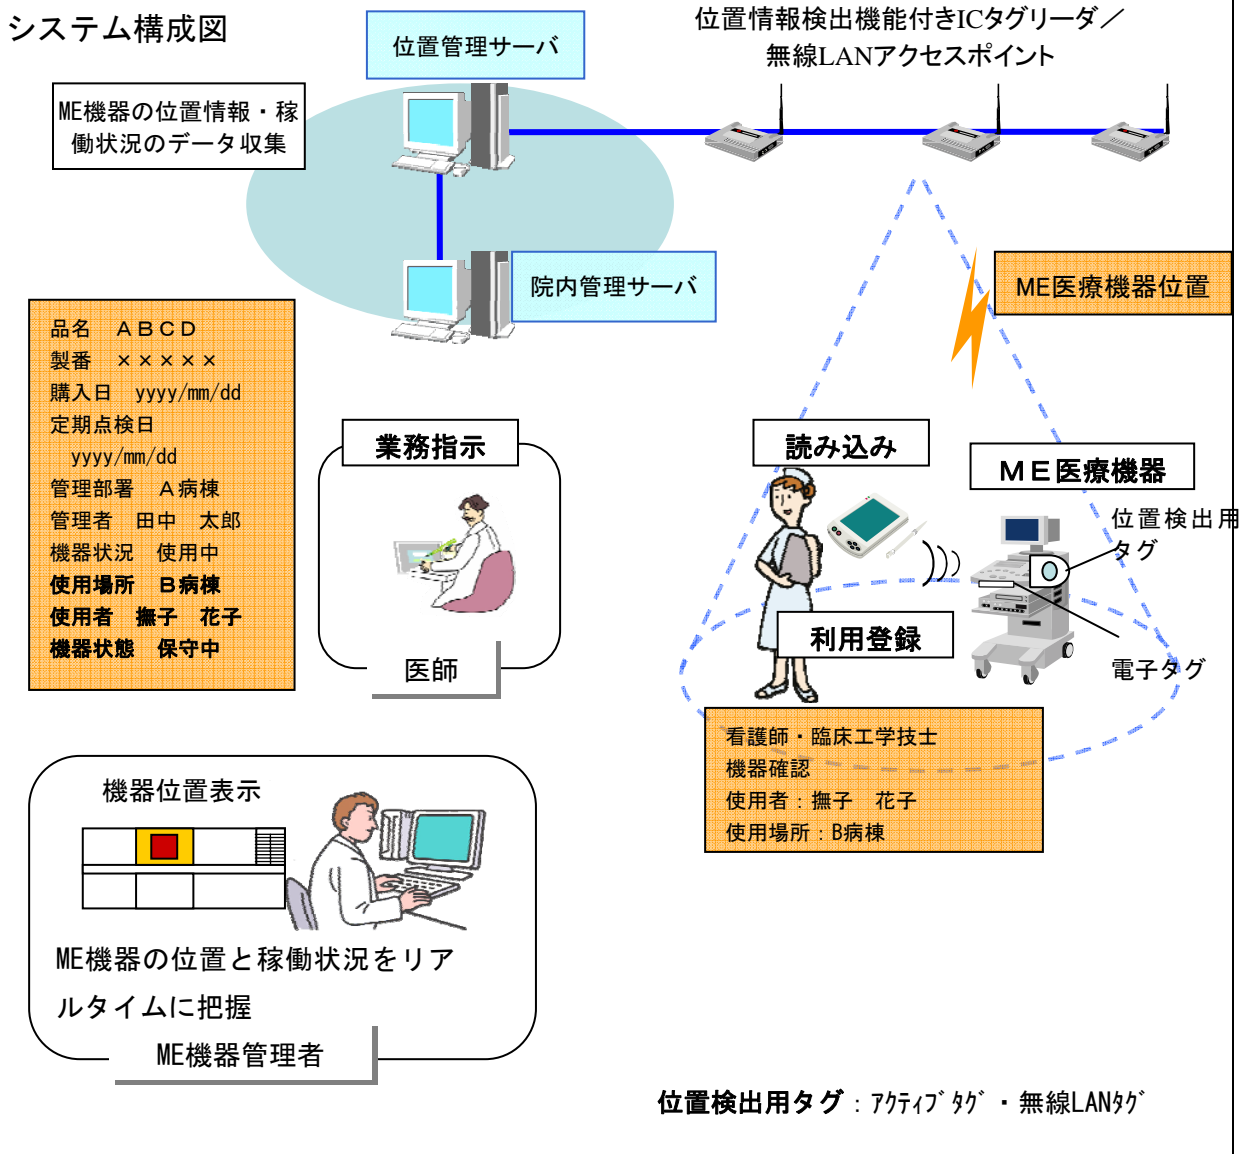 システム構成図
位置情報検出機能付きICタグリーダ／
無線LANアクセスポイント
位置管理サーバ
ME機器の位置情報・稼
働状況のデータ収集
院内管理サーバ
ME医療機器位置
品名　ＡＢＣＤ
製番　×××××
購入日　yyyy/mm/dd
定期点検日
yyyy/mm/dd
管理部署　Ａ病棟
管理者　田中　太郎
機器状況　使用中
使用場所　Ｂ病棟
使用者　撫子　花子
機器状態　保守中
業務指示
医師
読み込み
ＭＥ医療機器
位置検出用
タグ
利用登録
電子タグ
看護師・臨床工学技士
機器確認
使用者：撫子　花子
使用場所：B病棟
機器位置表示
ME機器の位置と稼働状況をリア
ルタイムに把握
ME機器管理者
位置検出用タグ：ｱｸﾃｨﾌﾞﾀｸﾞ・無線LANﾀｸﾞ